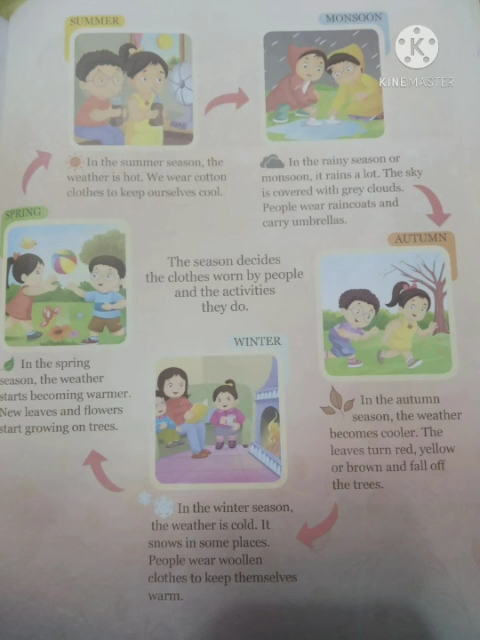 SUMMER
MONSOON
K
KINEMASTER
In the summer season, the
weather is hot. We wear cotton
clothes to keep ourselves cool.
In the rainy season or
monsoon, it rains a lot. The sky
is covered with grey clouds.
People wear raincoats and
carry umbrellas.
SPRING
AUTUMN
The season decides
the clothes worn by people
and the activities
they do.
WINTER
In the spring
season, the weather
starts becoming warmer.
New leaves and flowers
start growing on trees.
In the autumn
season, the weather
becomes cooler. The
leaves turn red, yellow
or brown and fall off
the trees.
In the winter season,
the weather is cold. It
snows in some places.
People wear woollen
clothes to keep themselves
warm.